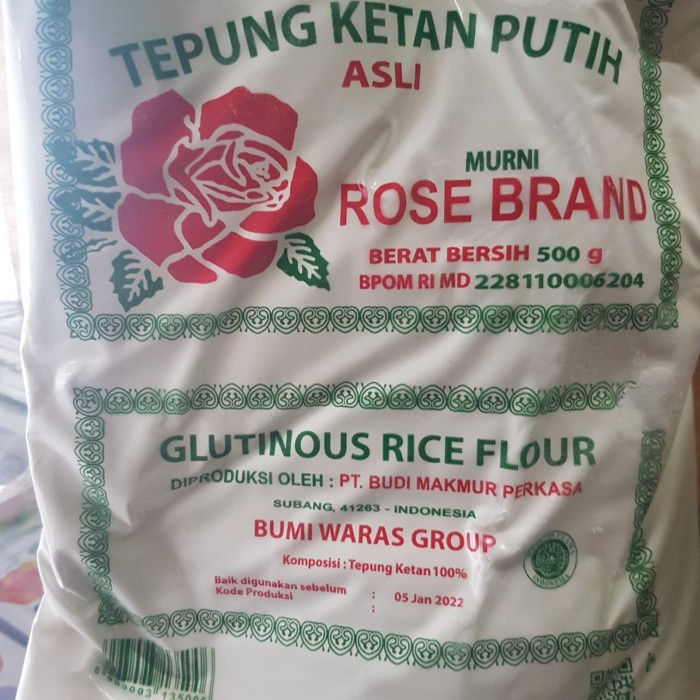 TEPUNG KETAN PUTIH
ASLI
MURNI
ROSE BRAND
BERAT BERSIH 500 g
BPOM RI MD 228110006204
GLUTINOUS RICE FLOUR
DIPRODUKSI OLEH : PT. BUDI MAKMUR PERKASA
SUBANG, 41263 - INDONESIA
BUMI WARAS GROUP
Komposisi : Tepung Ketan 100%
Baik digunakan sebelum : 05 Jan 2022
Kode Produksi :
INDONESIA